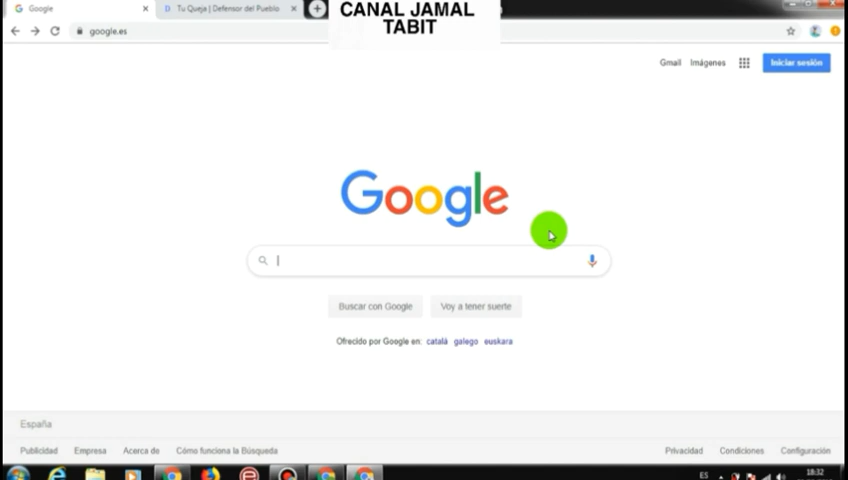 Google
Tu Queja | Defensor del Pueblo
CANAL JAMAL
TABIT
google.es
Gmail
Imágenes
Iniciar sesión
Google
Buscar con Google
Voy a tener suerte
Ofrecido por Google en: català galego euskara
España
Publicidad
Empresa
Acerca de
Cómo funciona la Búsqueda
Privacidad
Condiciones
Configuración
ES
18:32